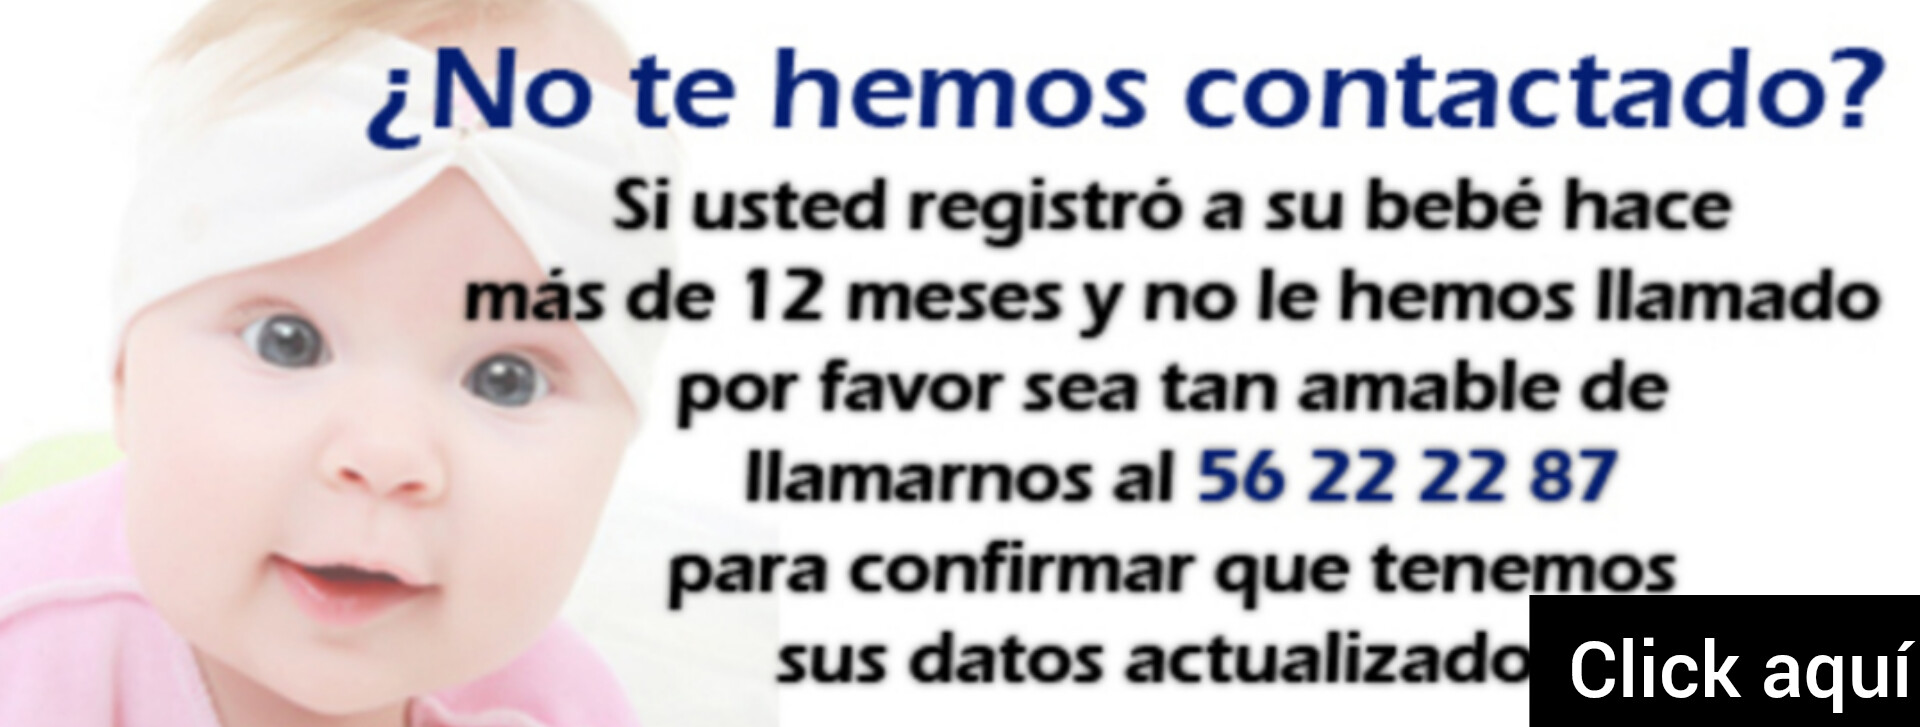 ¿No te hemos contactado?
Si usted registró a su bebé hace
más de 12 meses y no le hemos llamado
por favor sea tan amable de
llamarnos al 56 22 22 87
para confirmar que tenemos
sus datos actualizado
Click aquí